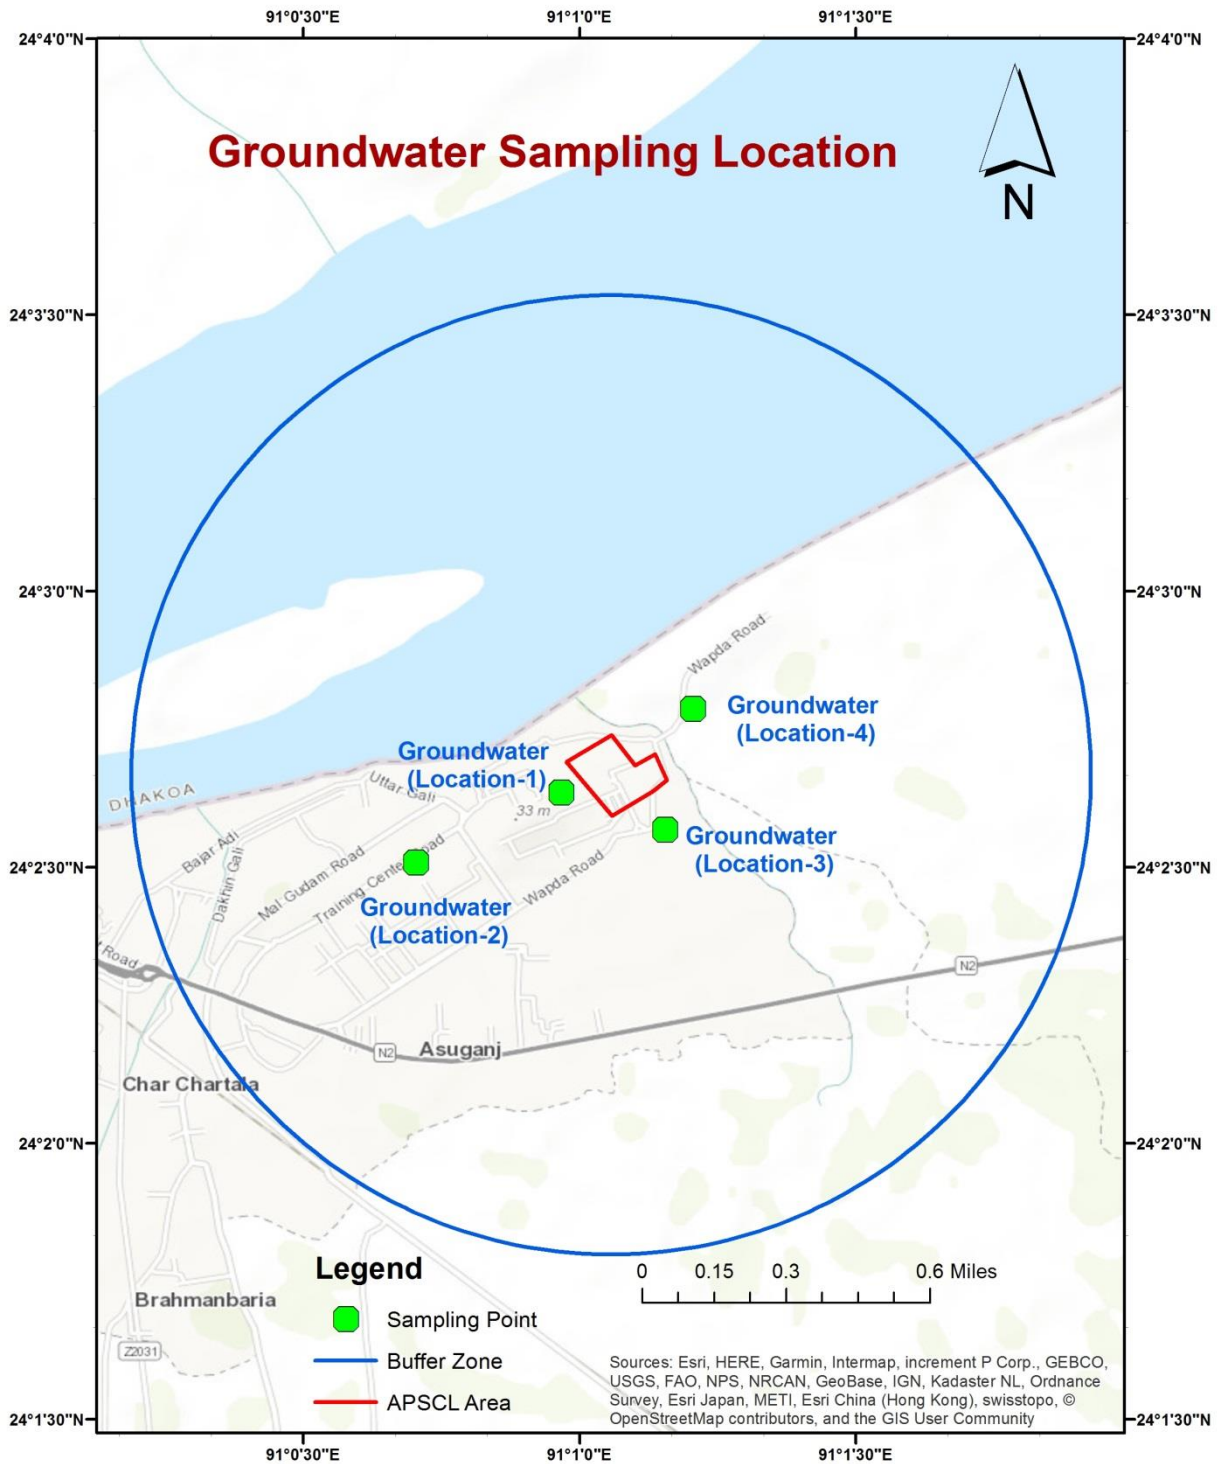 91°0'30"E 91°1'0"E 91°1'30"E
24°4'0"N 24°4'0"N
Groundwater Sampling Location
N
24°3'30"N 24°3'30"N
24°3'0"N 24°3'0"N
Wapda Road
Groundwater
(Location-4)
Groundwater
(Location-1)
DHAKOA
Uttar Gali
33 m
Groundwater
(Location-3)
Bajar Adi
Dakhin Gali
Mal Gudam Road
Training Center Road
Wapda Road
24°2'30"N 24°2'30"N
Groundwater
(Location-2)
Road
N2
N2
Asuganj
Char Chartala
24°2'0"N 24°2'0"N
Legend
0 0.15 0.3 0.6 Miles
Brahmanbaria
Sampling Point
Z2031
Buffer Zone
APSCL Area
Sources: Esri, HERE, Garmin, Intermap, increment P Corp., GEBCO,
USGS, FAO, NPS, NRCAN, GeoBase, IGN, Kadaster NL, Ordnance
Survey, Esri Japan, METI, Esri China (Hong Kong), swisstopo, ©
OpenStreetMap contributors, and the GIS User Community
24°1'30"N 24°1'30"N
91°0'30"E 91°1'0"E 91°1'30"E